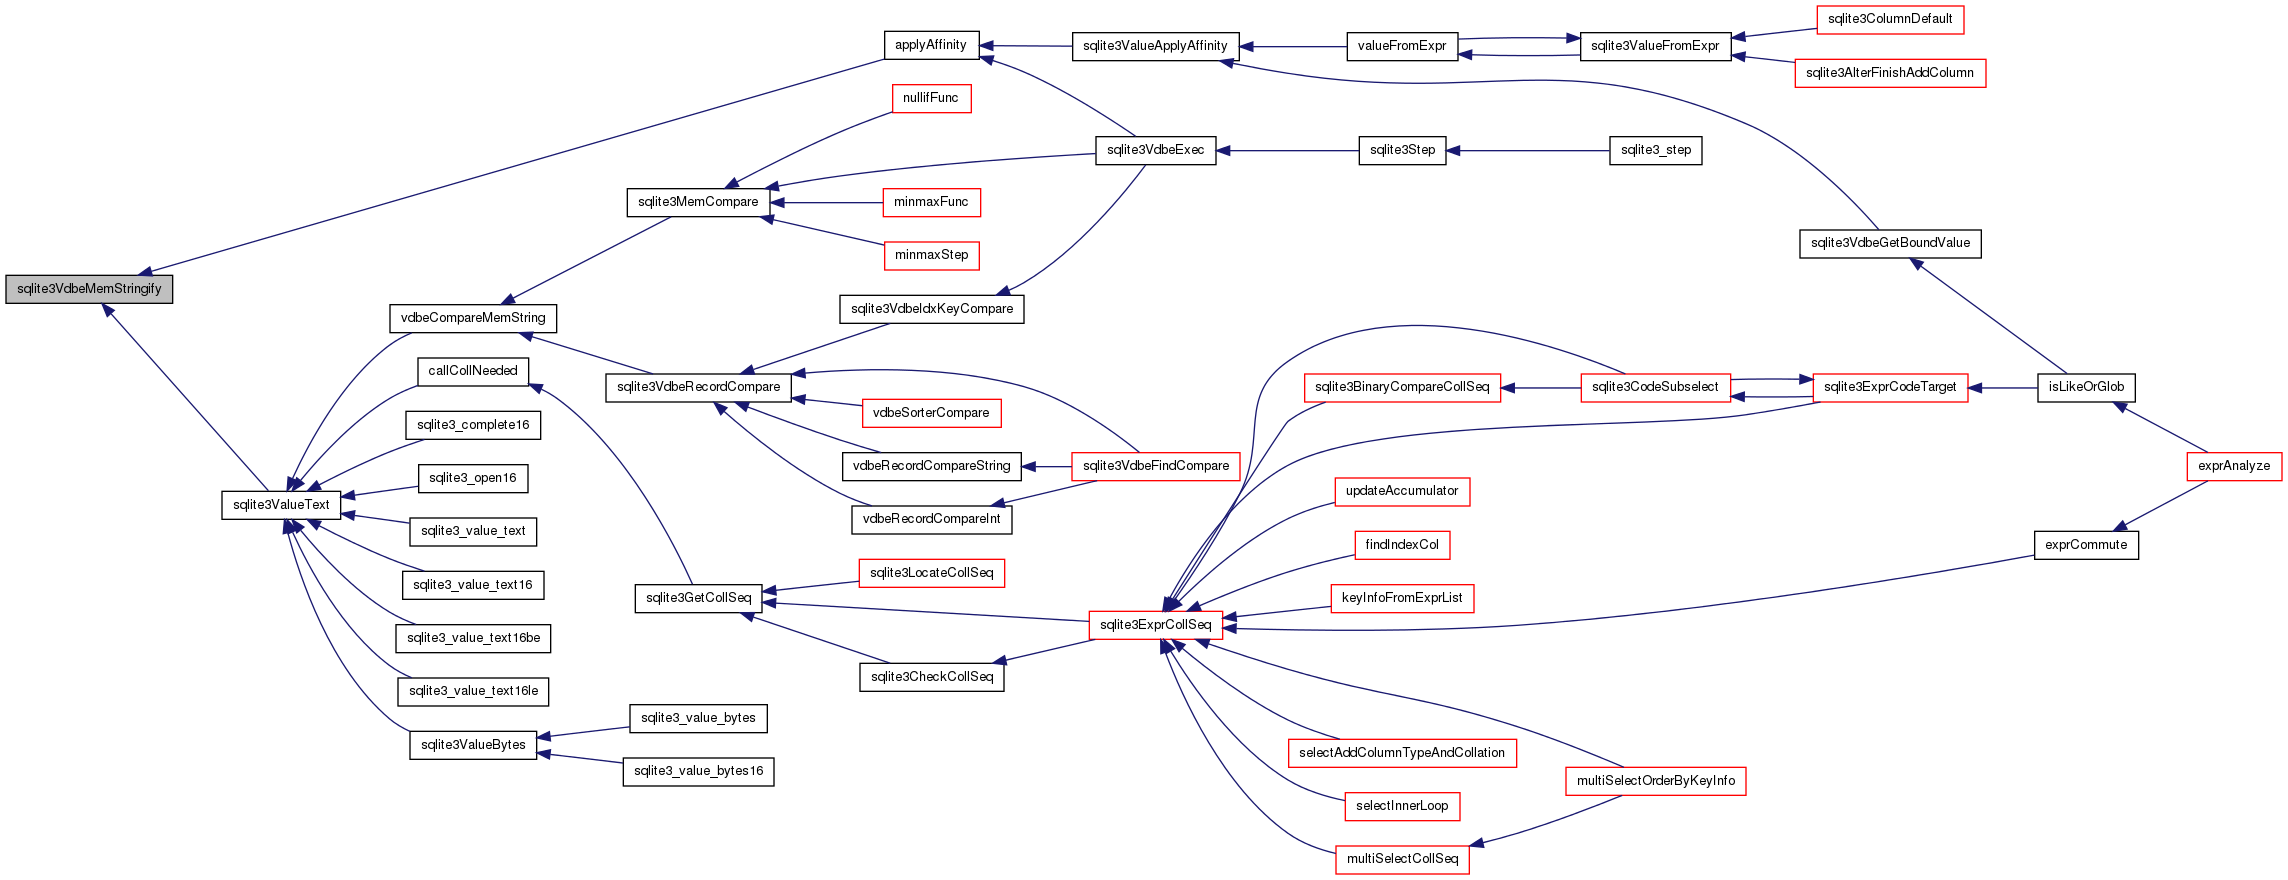 sqlite3ColumnDefault
applyAffinity
sqlite3ValueApplyAffinity
valueFromExpr
sqlite3ValueFromExpr
sqlite3AlterFinishAddColumn
nullifFunc
sqlite3VdbeExec
sqlite3Step
sqlite3_step
sqlite3MemCompare
minmaxFunc
sqlite3VdbeGetBoundValue
minmaxStep
sqlite3VdbeMemStringify
sqlite3VdbeIdxKeyCompare
vdbeCompareMemString
callCollNeeded
sqlite3VdbeRecordCompare
sqlite3BinaryCompareCollSeq
sqlite3CodeSubselect
sqlite3ExprCodeTarget
isLikeOrGlob
vdbeSorterCompare
sqlite3_complete16
vdbeRecordCompareString
sqlite3VdbeFindCompare
exprAnalyze
sqlite3_open16
updateAccumulator
sqlite3ValueText
vdbeRecordCompareInt
sqlite3_value_text
findIndexCol
exprCommute
sqlite3LocateCollSeq
sqlite3_value_text16
sqlite3GetCollSeq
keyInfoFromExprList
sqlite3ExprCollSeq
sqlite3_value_text16be
sqlite3CheckCollSeq
sqlite3_value_text16le
sqlite3_value_bytes
sqlite3ValueBytes
selectAddColumnTypeAndCollation
sqlite3_value_bytes16
multiSelectOrderByKeyInfo
selectInnerLoop
multiSelectCollSeq